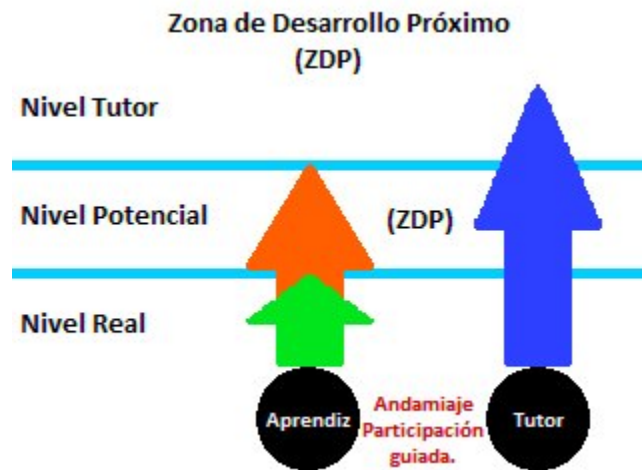 Zona de Desarrollo Próximo
(ZDP)
Nivel Tutor
Nivel Potencial
(ZDP)
Nivel Real
Aprendiz
Andamiaje
Participación
guiada.
Tutor